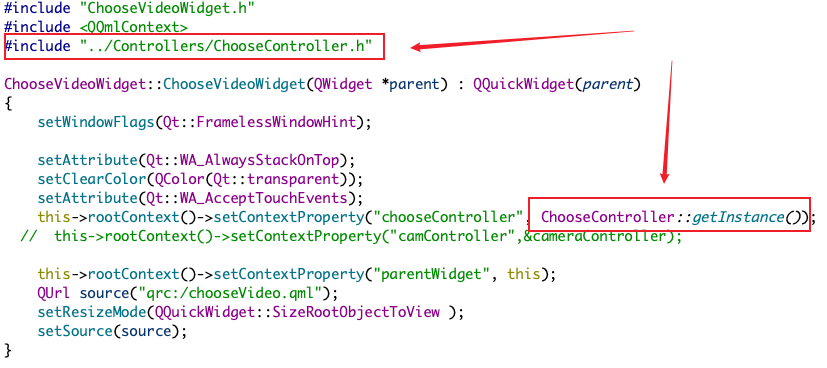 #include "ChooseVideoWidget.h"
#include <QQmlContext>
#include "../Controllers/ChooseController.h"
ChooseVideoWidget::ChooseVideoWidget(QWidget *parent) : QQuickWidget(parent)
{
    setWindowFlags(Qt::FramelessWindowHint);
    setAttribute(Qt::WA_AlwaysStackOnTop);
    setClearColor(QColor(Qt::transparent));
    setAttribute(Qt::WA_AcceptTouchEvents);
    this->rootContext()->setContextProperty("chooseController", ChooseController::getInstance());
  //  this->rootContext()->setContextProperty("camController",&cameraController);
    this->rootContext()->setContextProperty("parentWidget", this);
    QUrl source("qrc:/chooseVideo.qml");
    setResizeMode(QQuickWidget::SizeRootObjectToView );
    setSource(source);
}